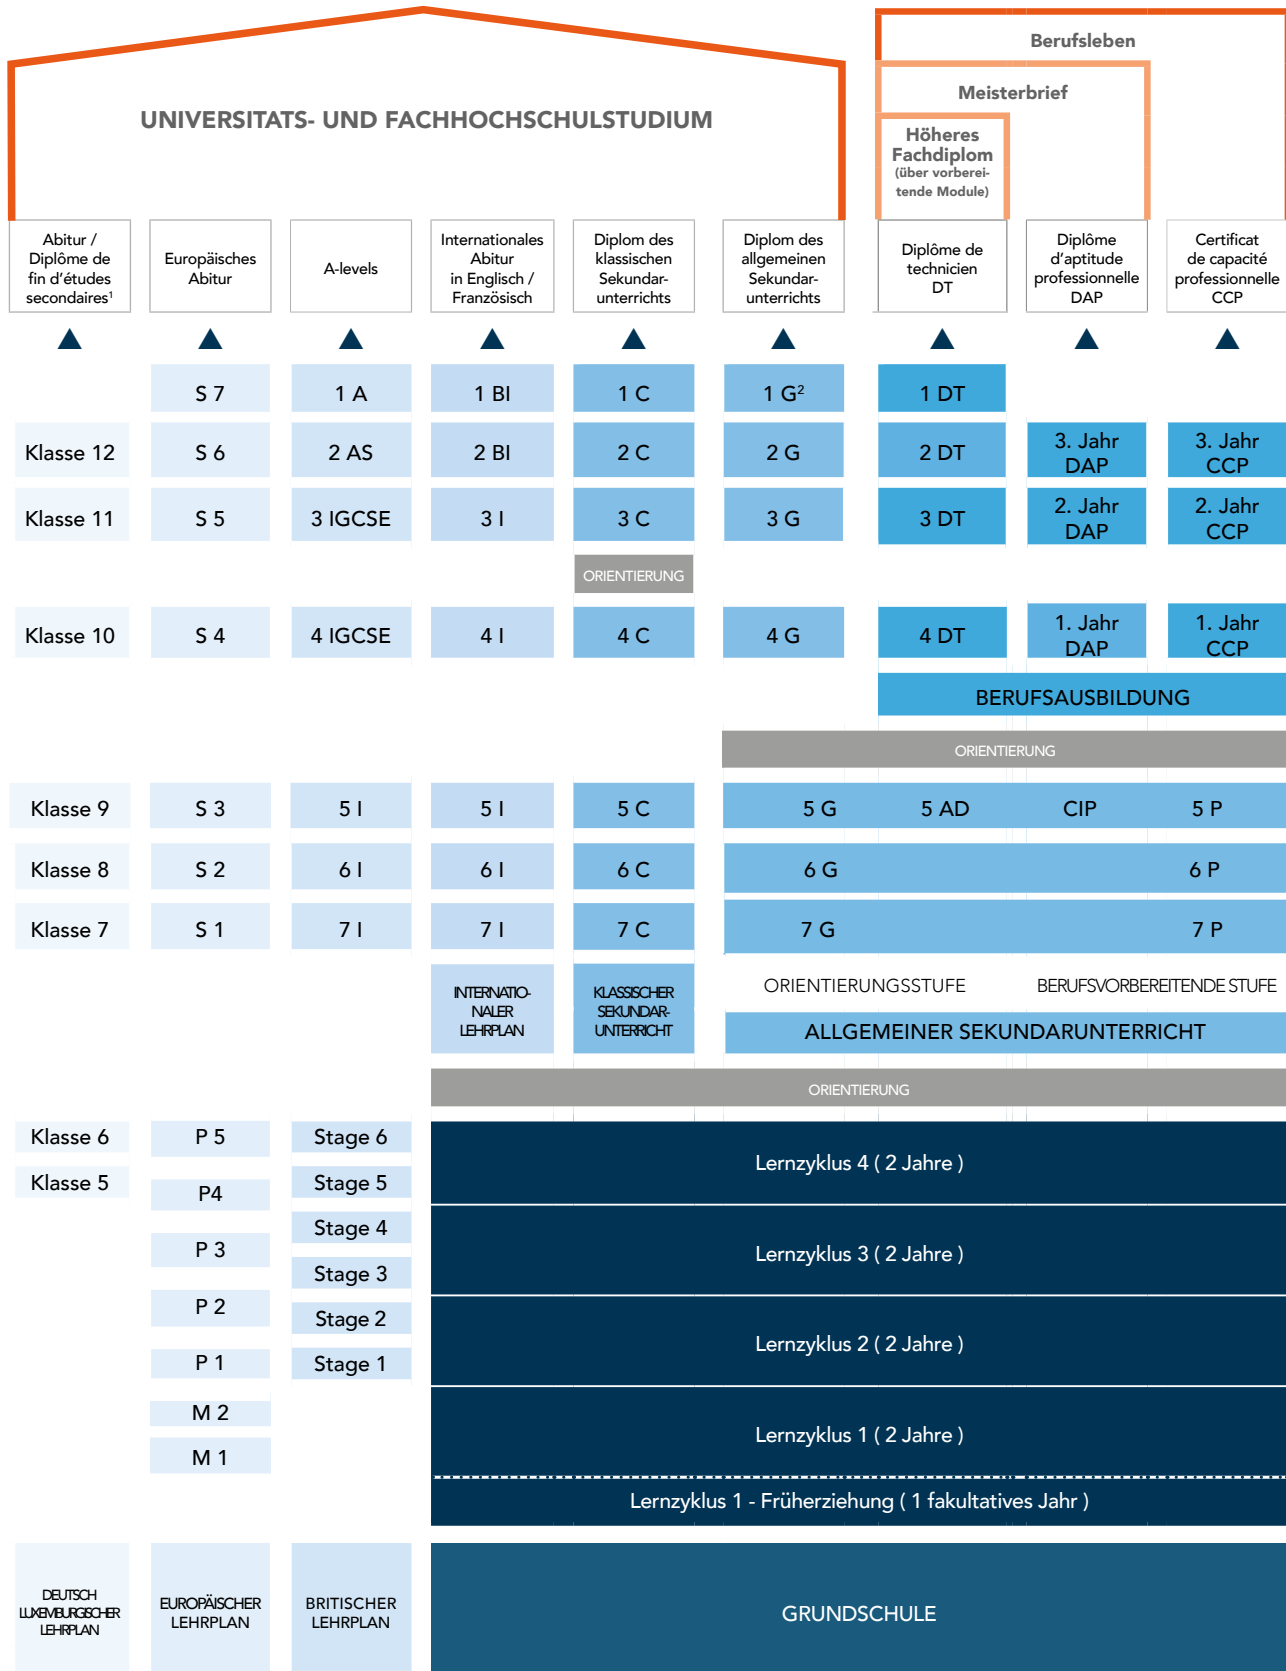 Berufsleben
Meisterbrief
UNIVERSITATS- UND FACHHOCHSCHULSTUDIUM
Höheres
Fachdiplom
(über vorberei-
tende Module)
Abitur /
Diplôme de
fin d'études
secondaires¹
Europäisches
Abitur
A-levels
Internationales
Abitur
in Englisch /
Französisch
Diplom des
klassischen
Sekundar-
unterrichts
Diplom des
allgemeinen
Sekundar-
unterrichts
Diplôme de
technicien
DT
Diplôme
d'aptitude
professionnelle
DAP
Certificat
de capacité
professionnelle
CCP
S 7
1 A
1 BI
1 C
1 G²
1 DT
Klasse 12
S 6
2 AS
2 BI
2 C
2 G
2 DT
3. Jahr
DAP
3. Jahr
CCP
Klasse 11
S 5
3 IGCSE
3 I
3 C
3 G
3 DT
2. Jahr
DAP
2. Jahr
CCP
ORIENTIERUNG
Klasse 10
S 4
4 IGCSE
4 I
4 C
4 G
4 DT
1. Jahr
DAP
1. Jahr
CCP
BERUFSAUSBILDUNG
ORIENTIERUNG
Klasse 9
S 3
5 I
5 I
5 C
5 G
5 AD
CIP
5 P
Klasse 8
S 2
6 I
6 I
6 C
6 G
6 P
Klasse 7
S 1
7 I
7 I
7 C
7 G
7 P
INTERNATIO-
NALER
LEHRPLAN
KLASSISCHER
SEKUNDAR-
UNTERRICHT
ORIENTIERUNGSSTUFE
BERUFSVORBEREITENDE STUFE
ALLGEMEINER SEKUNDARUNTERRICHT
ORIENTIERUNG
Klasse 6
P 5
Stage 6
Lernzyklus 4 ( 2 Jahre )
Klasse 5
P4
Stage 5
Stage 4
P 3
Lernzyklus 3 ( 2 Jahre )
Stage 3
P 2
Stage 2
Lernzyklus 2 ( 2 Jahre )
P 1
Stage 1
M 2
Lernzyklus 1 ( 2 Jahre )
M 1
Lernzyklus 1 - Früherziehung ( 1 fakultatives Jahr )
DEUTSCH
LUXEMBURGISCHER
LEHRPLAN
EUROPÄISCHER
LEHRPLAN
BRITISCHER
LEHRPLAN
GRUNDSCHULE